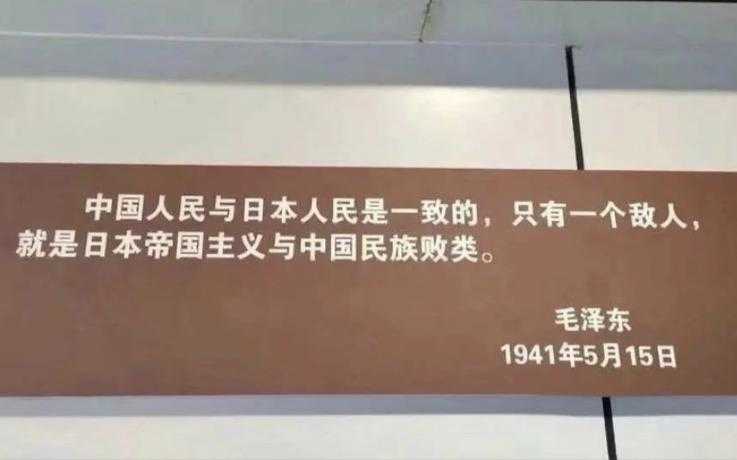 中国人民与日本人民是一致的，只有一个敌人，
就是日本帝国主义与中国民族败类。
毛泽东
1941年5月15日